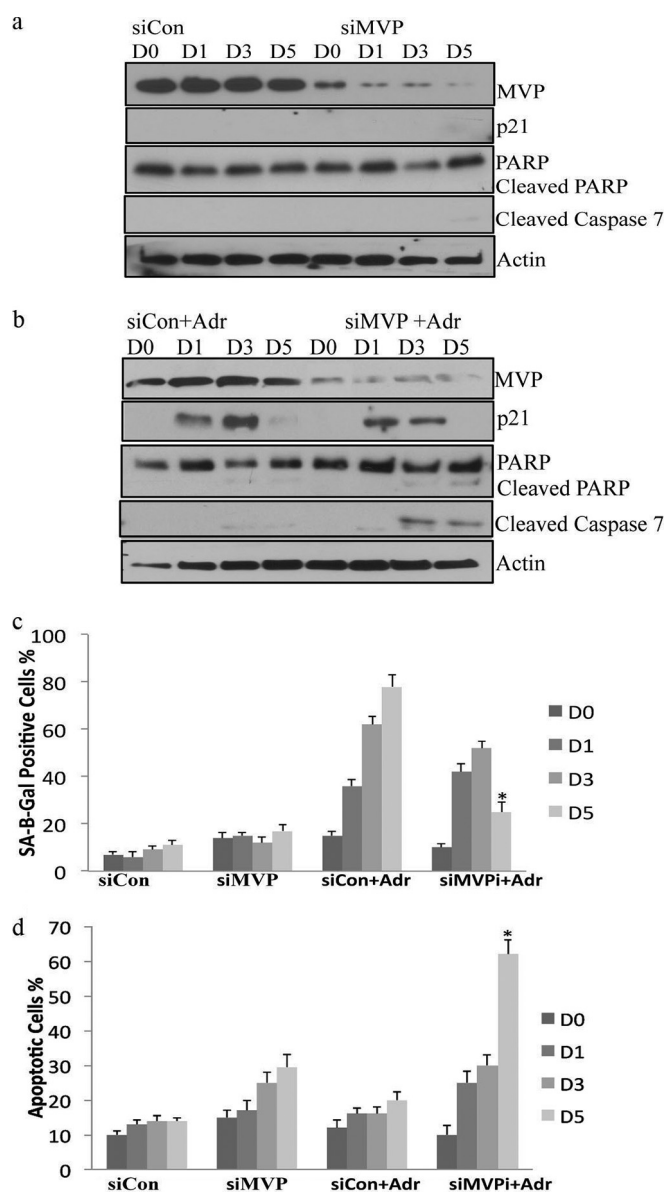 a
siCon siMVP
D0 D1 D3 D5 D0 D1 D3 D5
MVP
p21
PARP
Cleaved PARP
Cleaved Caspase 7
Actin
b
siCon+Adr siMVP +Adr
D0 D1 D3 D5 D0 D1 D3 D5
MVP
p21
PARP
Cleaved PARP
Cleaved Caspase 7
Actin
c
SA-B-Gal Positive Cells %
100
80
60
40
20
0
siCon siMVP siCon+Adr siMVPi+Adr
*
D0
D1
D3
D5
d
Apoptotic Cells %
70
60
50
40
30
20
10
0
siCon siMVP siCon+Adr siMVPi+Adr
*
D0
D1
D3
D5